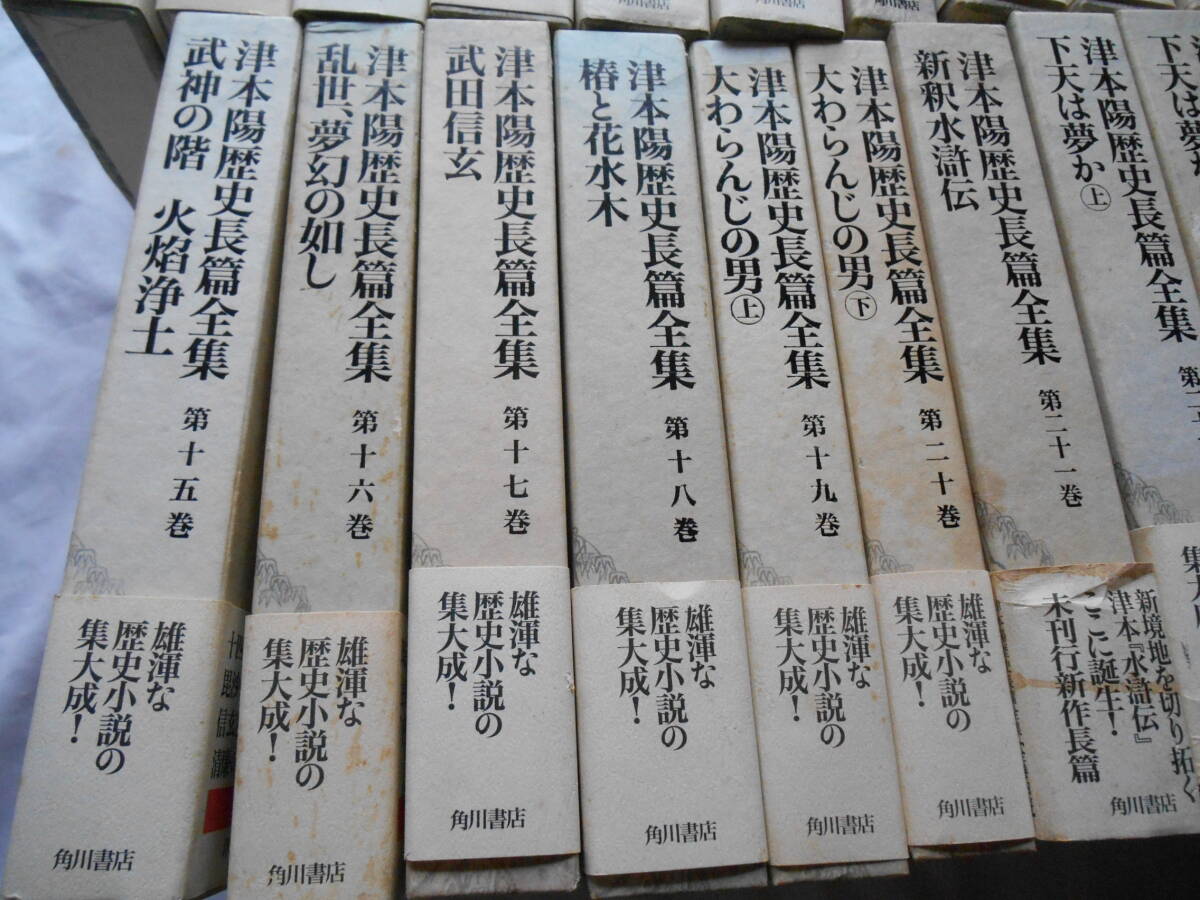 角川書店
角川書店
角川書店
津本陽歴史長篇全集
武神の階 火焰浄土
第十五巻
雄渾な
歴史小説の
集大成!
角川書店
津本陽歴史長篇全集
乱世、夢幻の如し
第十六巻
雄渾な
歴史小説の
集大成!
角川書店
津本陽歴史長篇全集
武田信玄
第十七巻
雄渾な
歴史小説の
集大成!
角川書店
津本陽歴史長篇全集
椿と花水木
第十八巻
雄渾な
歴史小説の
集大成!
角川書店
津本陽歴史長篇全集
大わらんじの男上
第十九巻
雄渾な
歴史小説の
集大成!
角川書店
津本陽歴史長篇全集
大わらんじの男下
第二十巻
雄渾な
歴史小説の
集大成!
角川書店
津本陽歴史長篇全集
新釈水滸伝
第二十一巻
新境地を切り拓く
津本『水滸伝』
ここに誕生!
未刊行新作長篇
角川書店
津本陽歴史長篇全集
下天は夢か上